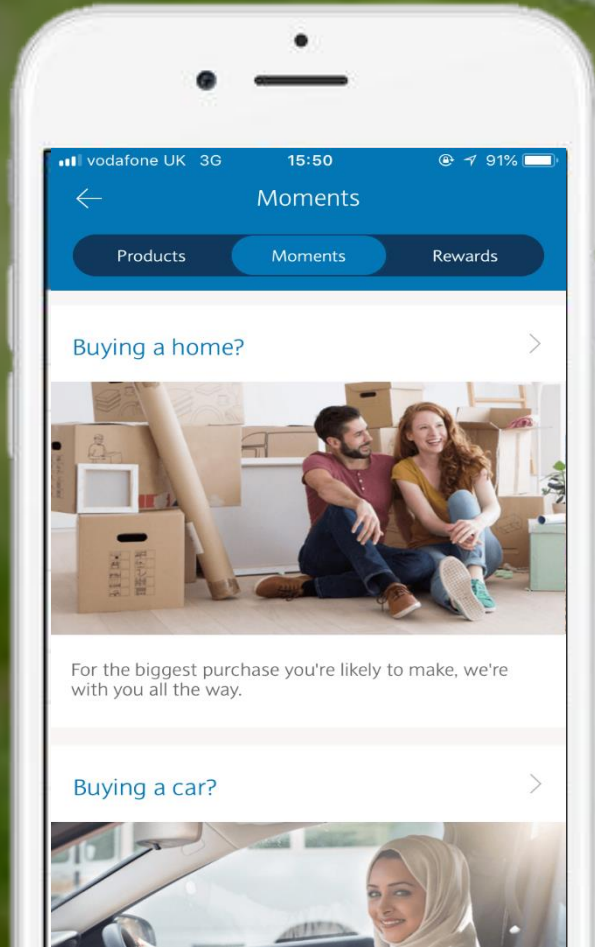 vodafone UK 3G 15:50 91%
Moments
Products Moments Rewards
Buying a home?
For the biggest purchase you're likely to make, we're
with you all the way.
Buying a car?